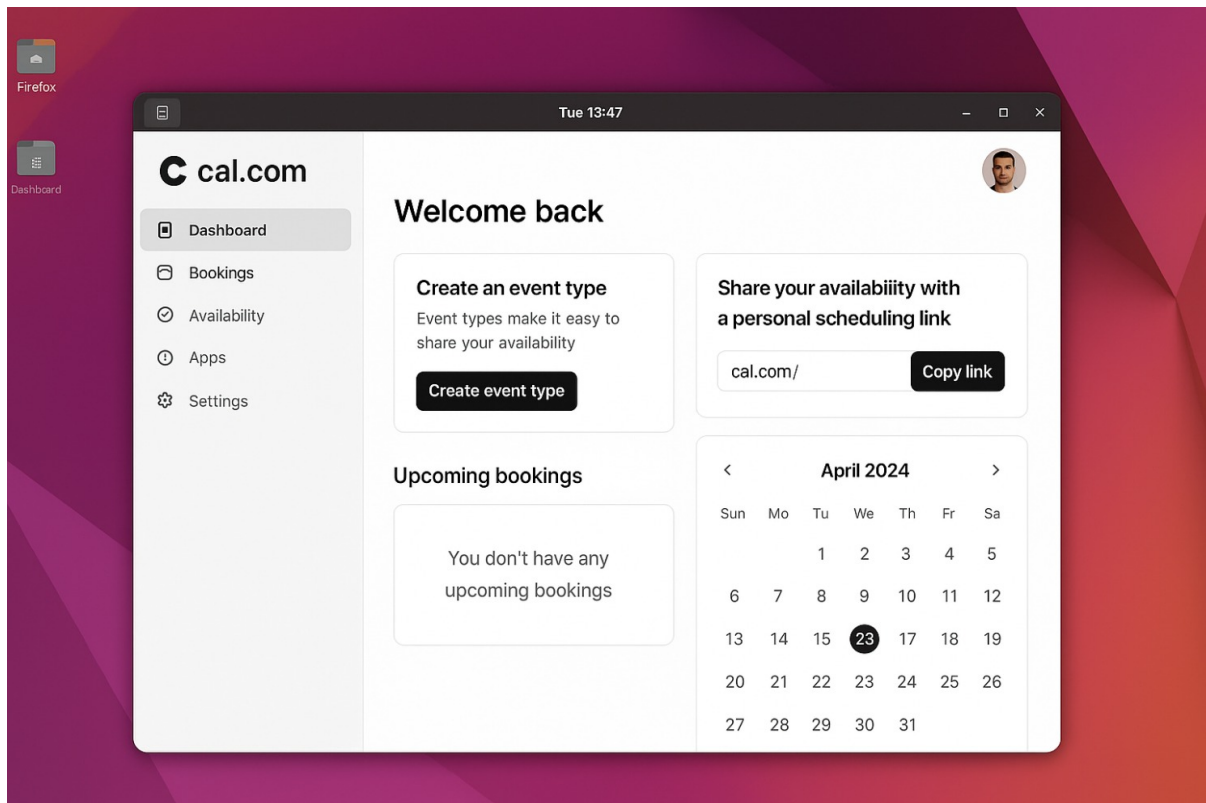 Firefox
Dashboard
Tue 13:47
cal.com
Dashboard
Bookings
Availability
Apps
Settings
Welcome back
Create an event type
Event types make it easy to
share your availability
Create event type
Share your availabiiity with
a personal scheduling link
cal.com/
Copy link
Upcoming bookings
You don't have any
upcoming bookings
April 2024
Sun Mo Tu We Th Fr Sa
1 2 3 4 5
6 7 8 9 10 11 12
13 14 15 23 17 18 19
20 21 22 23 24 25 26
27 28 29 30 31